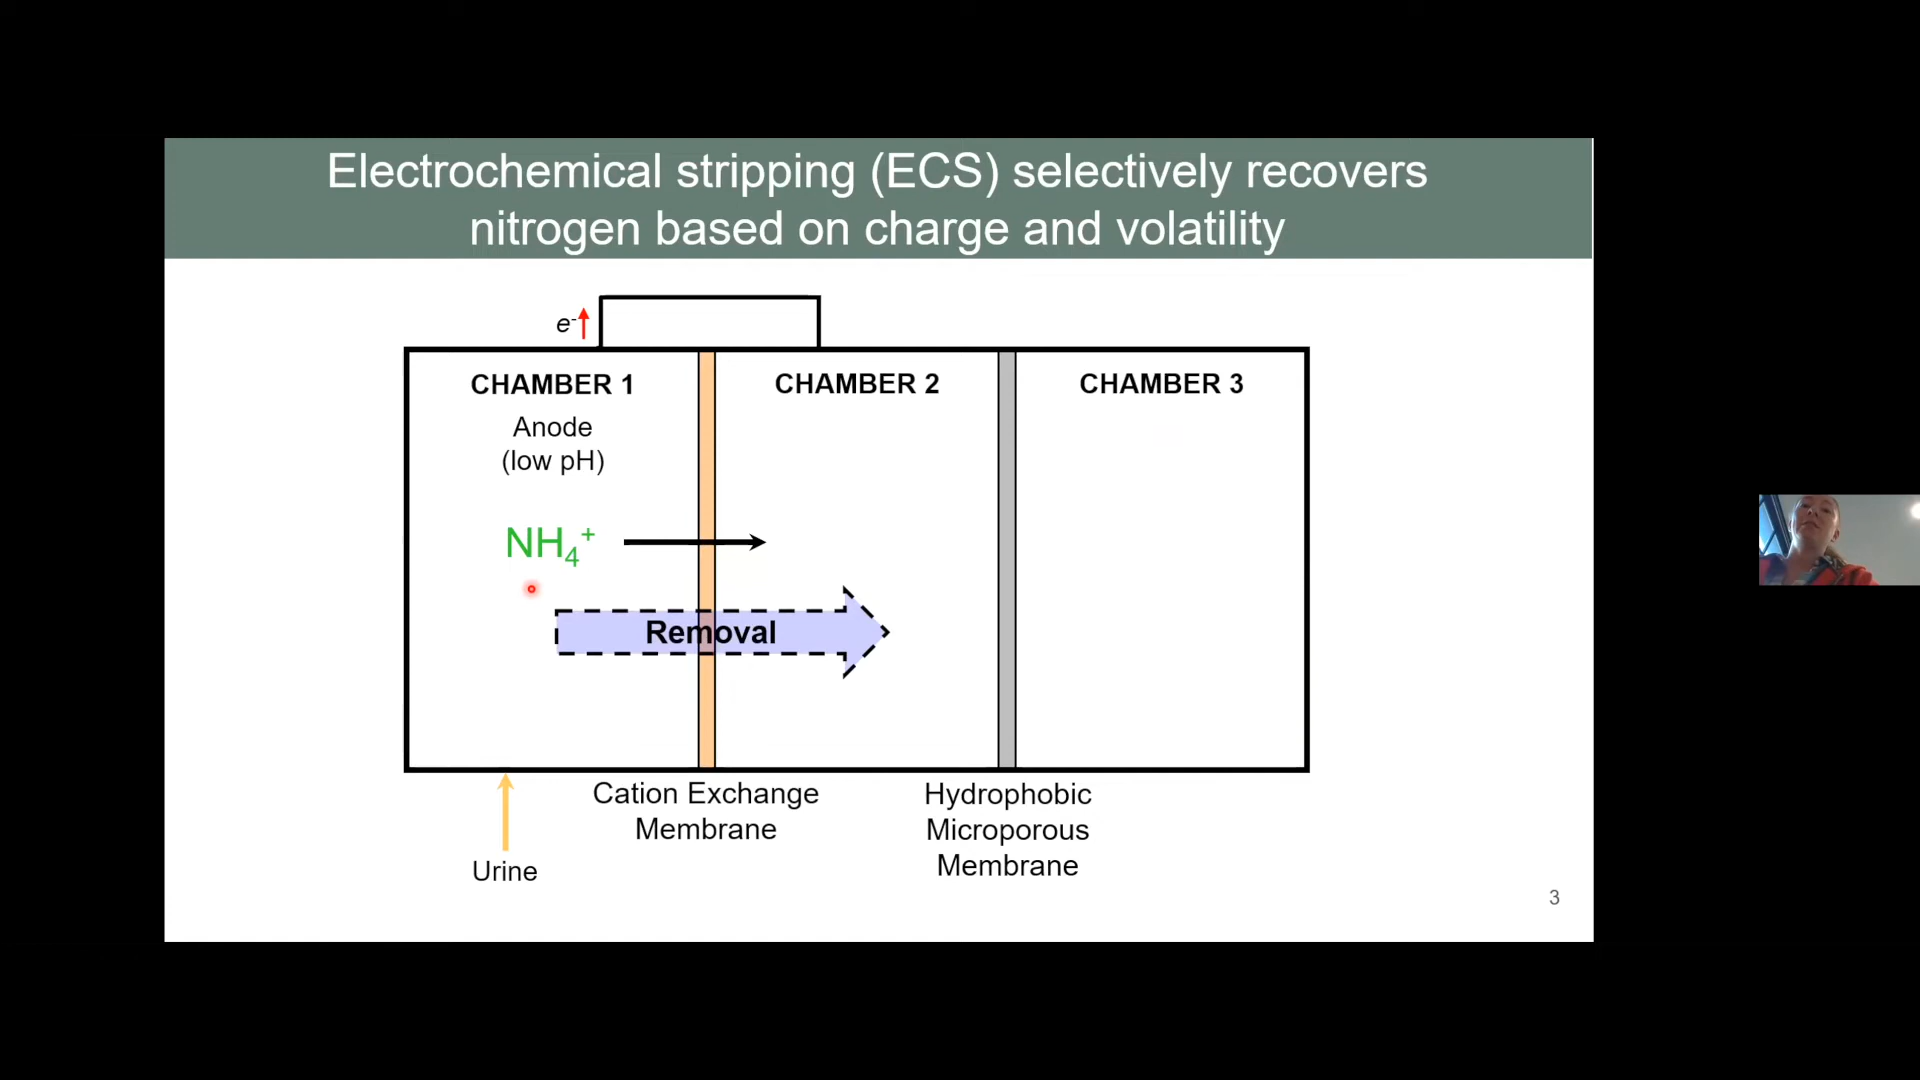 Electrochemical stripping (ECS) selectively recovers
nitrogen based on charge and volatility
e-
CHAMBER 1
CHAMBER 2
CHAMBER 3
Anode
(low pH)
NH4+
Removal
Cation Exchange
Membrane
Hydrophobic
Microporous
Membrane
Urine
3